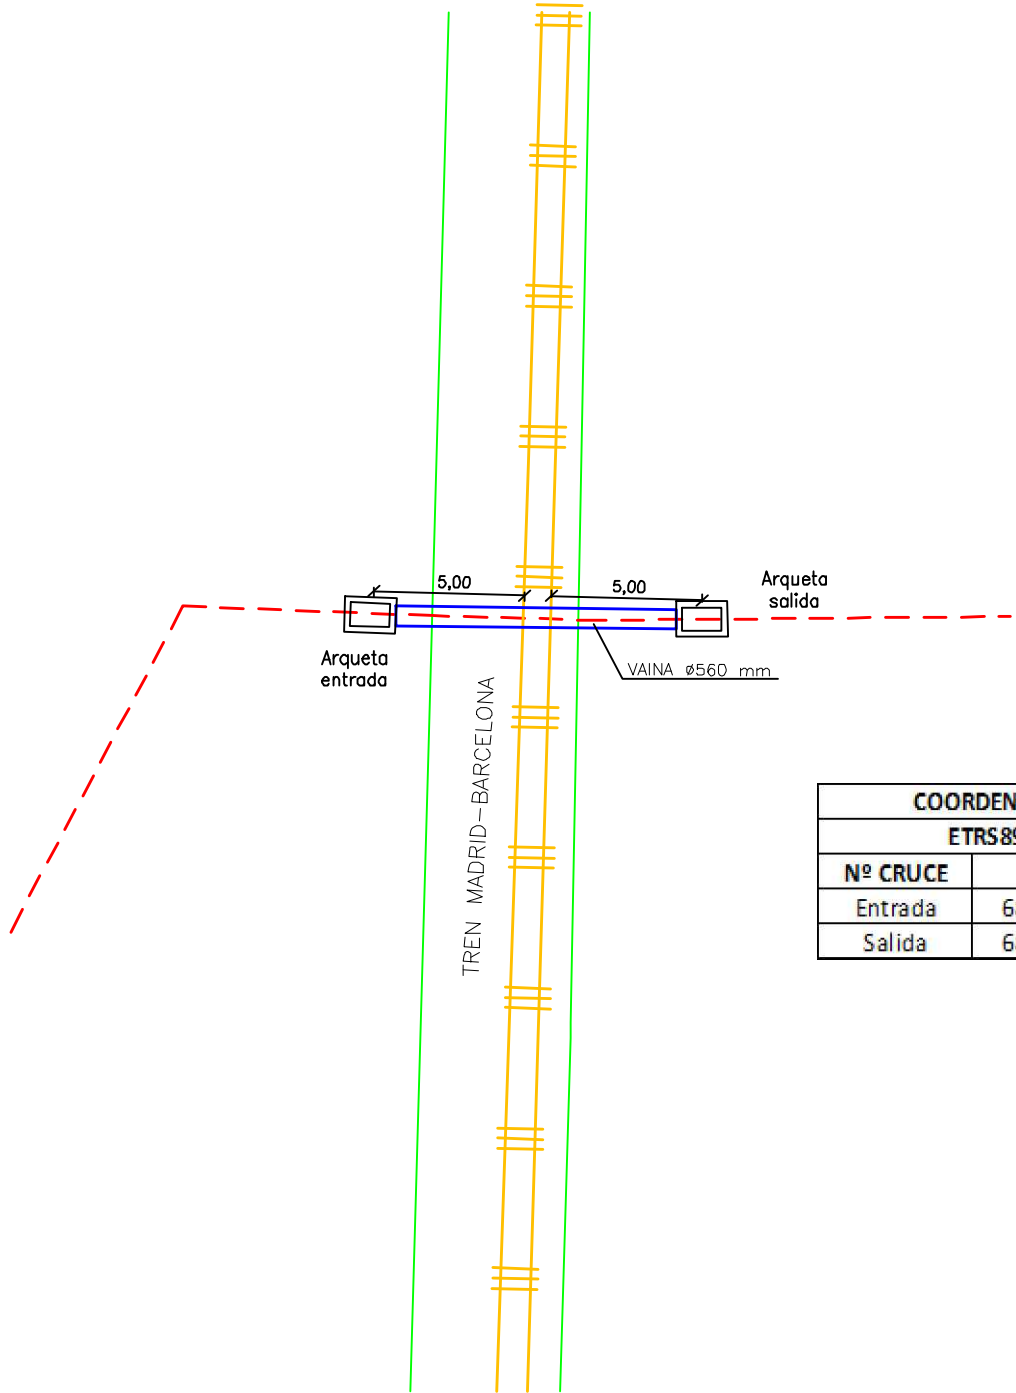 5,00
5,00
Arqueta
salida
Arqueta
entrada
VAINA ø560 mm
TREN MADRID-BARCELONA
Nº CRUCE
Entrada
Salida